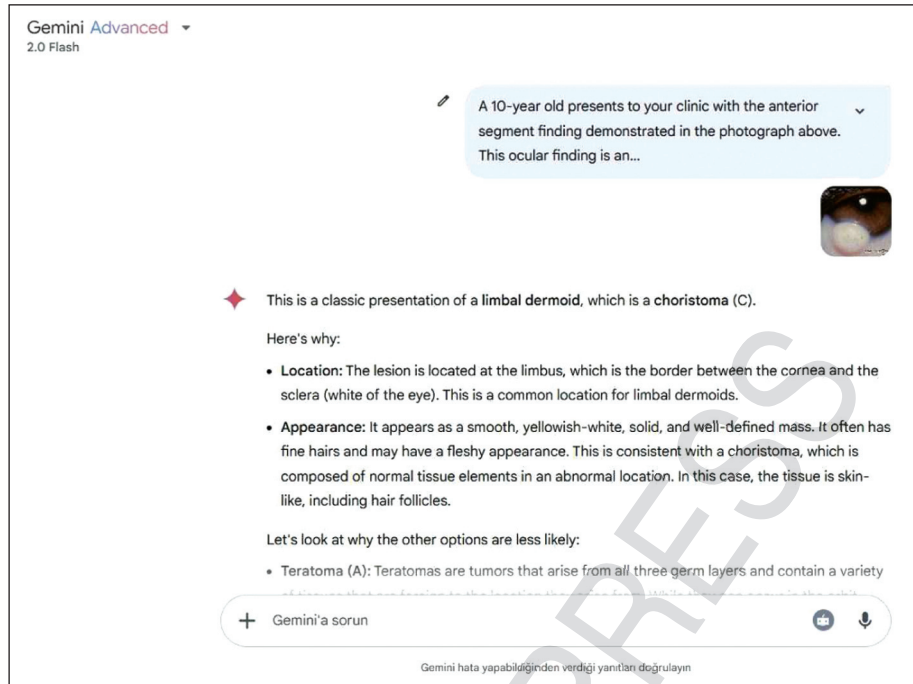 Gemini Advanced
2.0 Flash
A 10-year old presents to your clinic with the anterior
segment finding demonstrated in the photograph above.
This ocular finding is an...
This is a classic presentation of a limbal dermoid, which is a choristoma (C).
Here's why:
• Location: The lesion is located at the limbus, which is the border between the cornea and the
sclera (white of the eye). This is a common location for limbal dermoids.
• Appearance: It appears as a smooth, yellowish-white, solid, and well-defined mass. It often has
fine hairs and may have a fleshy appearance. This is consistent with a choristoma, which is
composed of normal tissue elements in an abnormal location. In this case, the tissue is skin-
like, including hair follicles.
Let's look at why the other options are less likely:
• Teratoma (A): Teratomas are tumors that arise from all three germ layers and contain a variety
Gemini'a sorun
Gemini hata yapabildiğinden verdiği yanıtları doğrulayın
PRESS